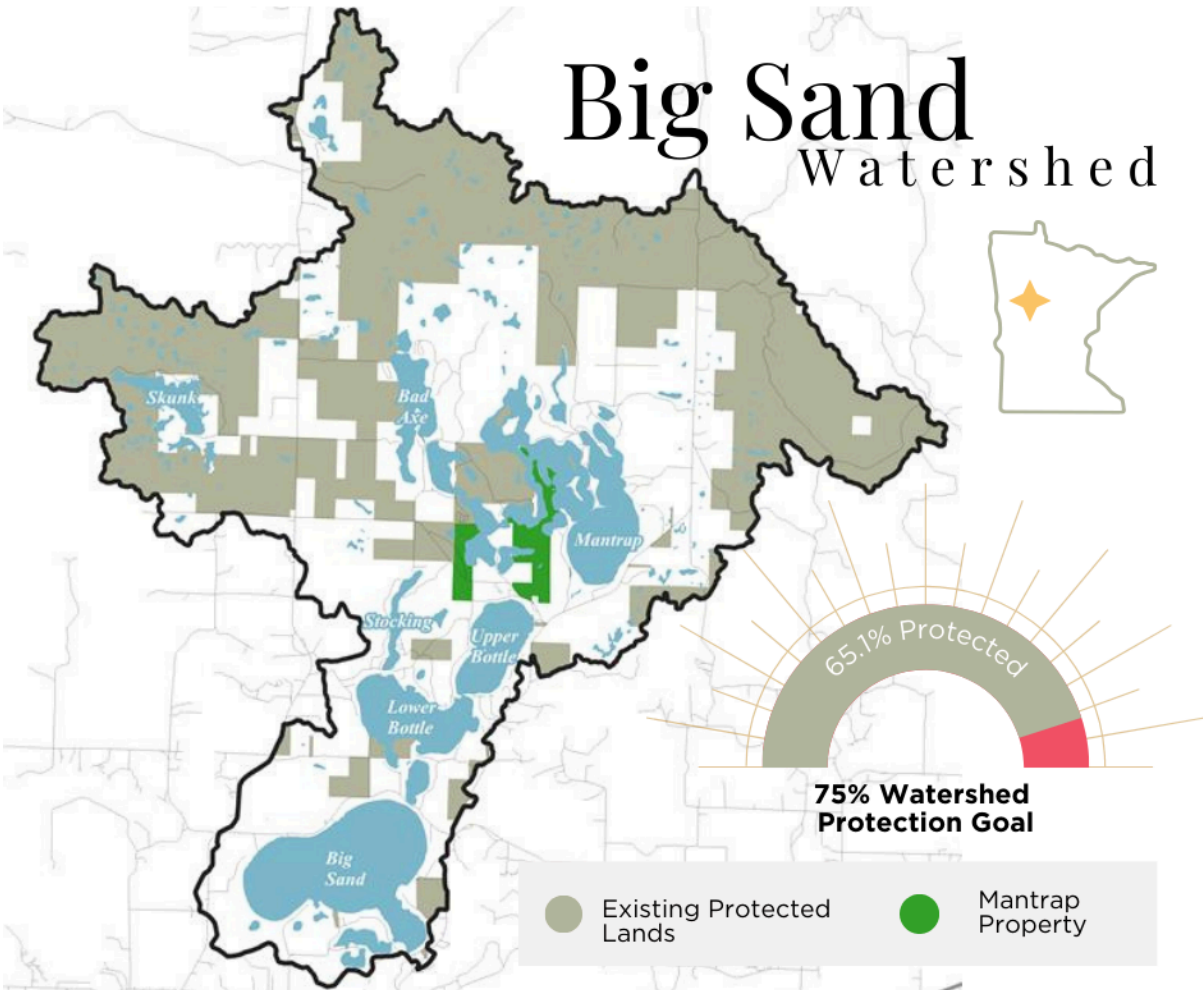 Big Sand
Watershed
Skunk
Bad
Axe
Mantrap
Stocking
Upper
Bottle
Lower
Bottle
Big
Sand
65.1% Protected
75% Watershed
Protection Goal
Existing Protected
Lands
Mantrap
Property